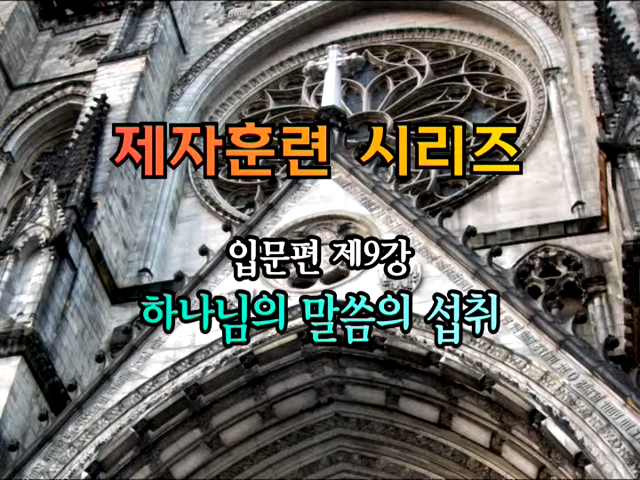 제자훈련 시리즈
입문편 제9강
하나님의 말씀의 섭취